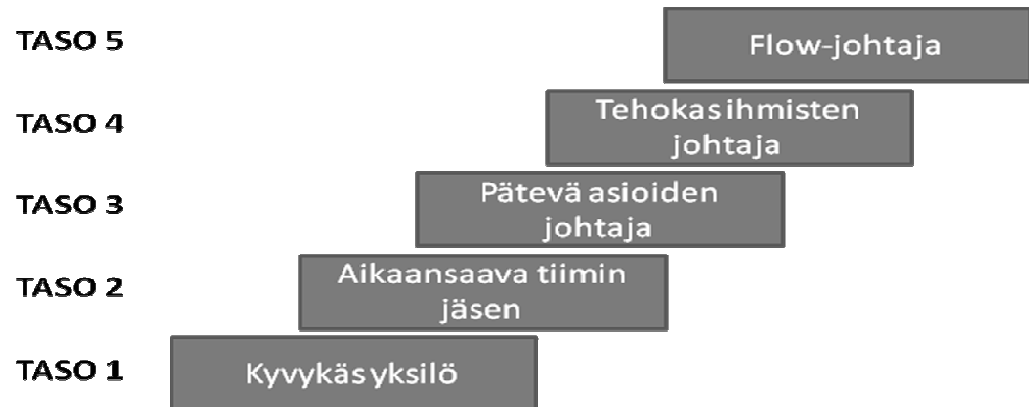 TASO 5
Flow-johtaja
TASO 4
Tehokas ihmisten
johtaja
TASO 3
Pätevä asioiden
johtaja
TASO 2
Aikaansaava tiimin
jäsen
TASO 1
Kyvykäs yksilö